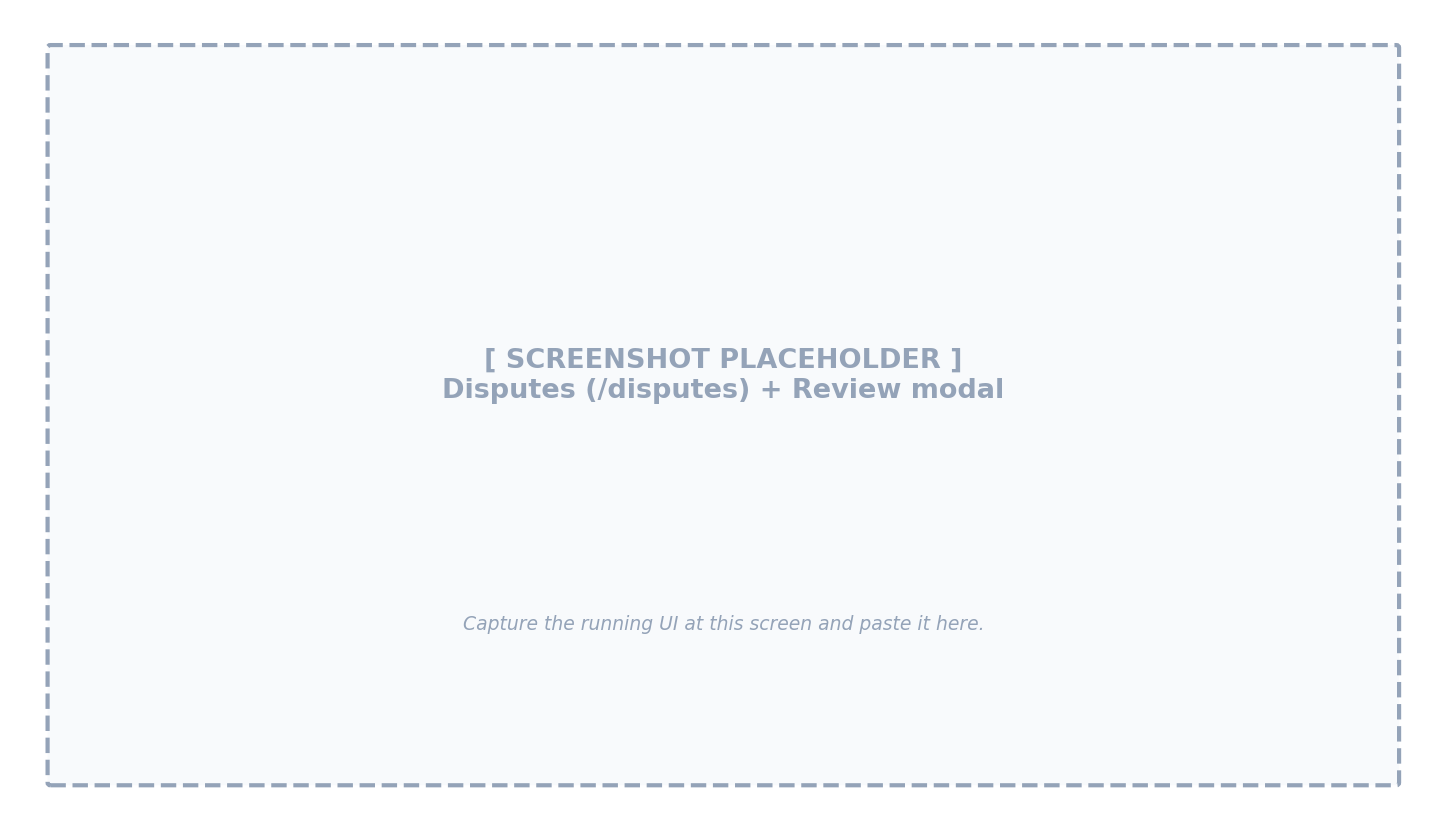 [ SCREENSHOT PLACEHOLDER ]
Disputes (/disputes) + Review modal
Capture the running UI at this screen and paste it here.